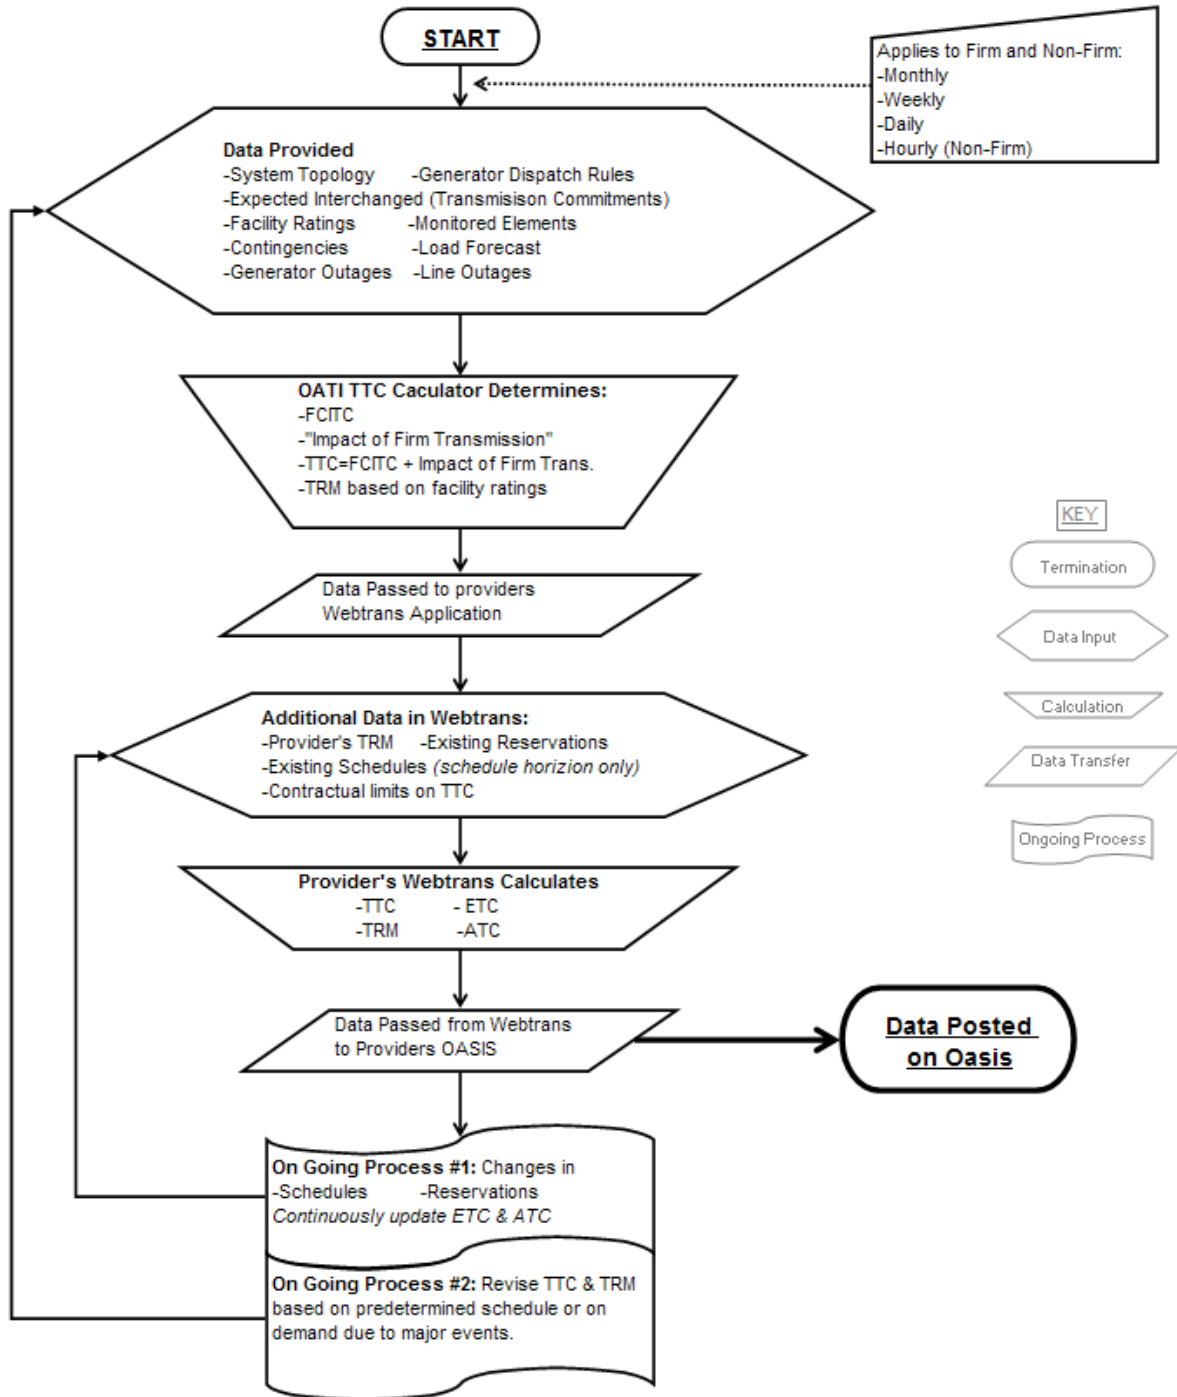 START
Applies to Firm and Non-Firm:
-Monthly
-Weekly
-Daily
-Hourly (Non-Firm)
Data Provided
-System Topology -Generator Dispatch Rules
-Expected Interchanged (Transmisison Commitments)
-Facility Ratings -Monitored Elements
-Contingencies -Load Forecast
-Generator Outages -Line Outages
OATI TTC Caculator Determines:
-FCITC
-"Impact of Firm Transmission"
-TTC=FCITC + Impact of Firm Trans.
-TRM based on facility ratings
Data Passed to providers
Webtrans Application
Additional Data in Webtrans:
-Provider's TRM -Existing Reservations
-Existing Schedules (schedule horizion only)
-Contractual limits on TTC
Provider's Webtrans Calculates
-TTC - ETC
-TRM -ATC
Data Passed from Webtrans
to Providers OASIS
Data Posted
on Oasis
On Going Process #1: Changes in
-Schedules -Reservations
Continuously update ETC & ATC
On Going Process #2: Revise TTC & TRM
based on predetermined schedule or on
demand due to major events.
KEY
Termination
Data Input
Calculation
Data Transfer
Ongoing Process